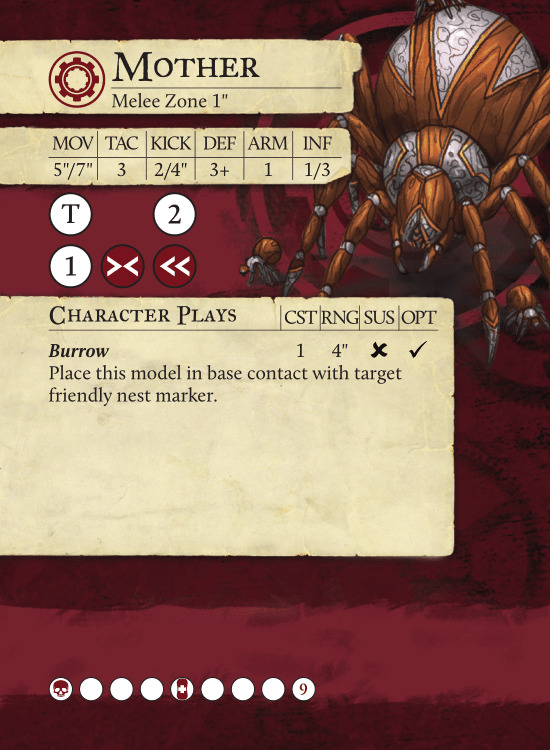 Mother
Melee Zone 1"
MOV TAC KICK DEF ARM INF
5"/7" 3 2/4" 3+ 1 1/3
T 2
1
Character Plays CST RNG SUS OPT
Burrow 1 4" ✘ ✓
Place this model in base contact with target
friendly nest marker.
9